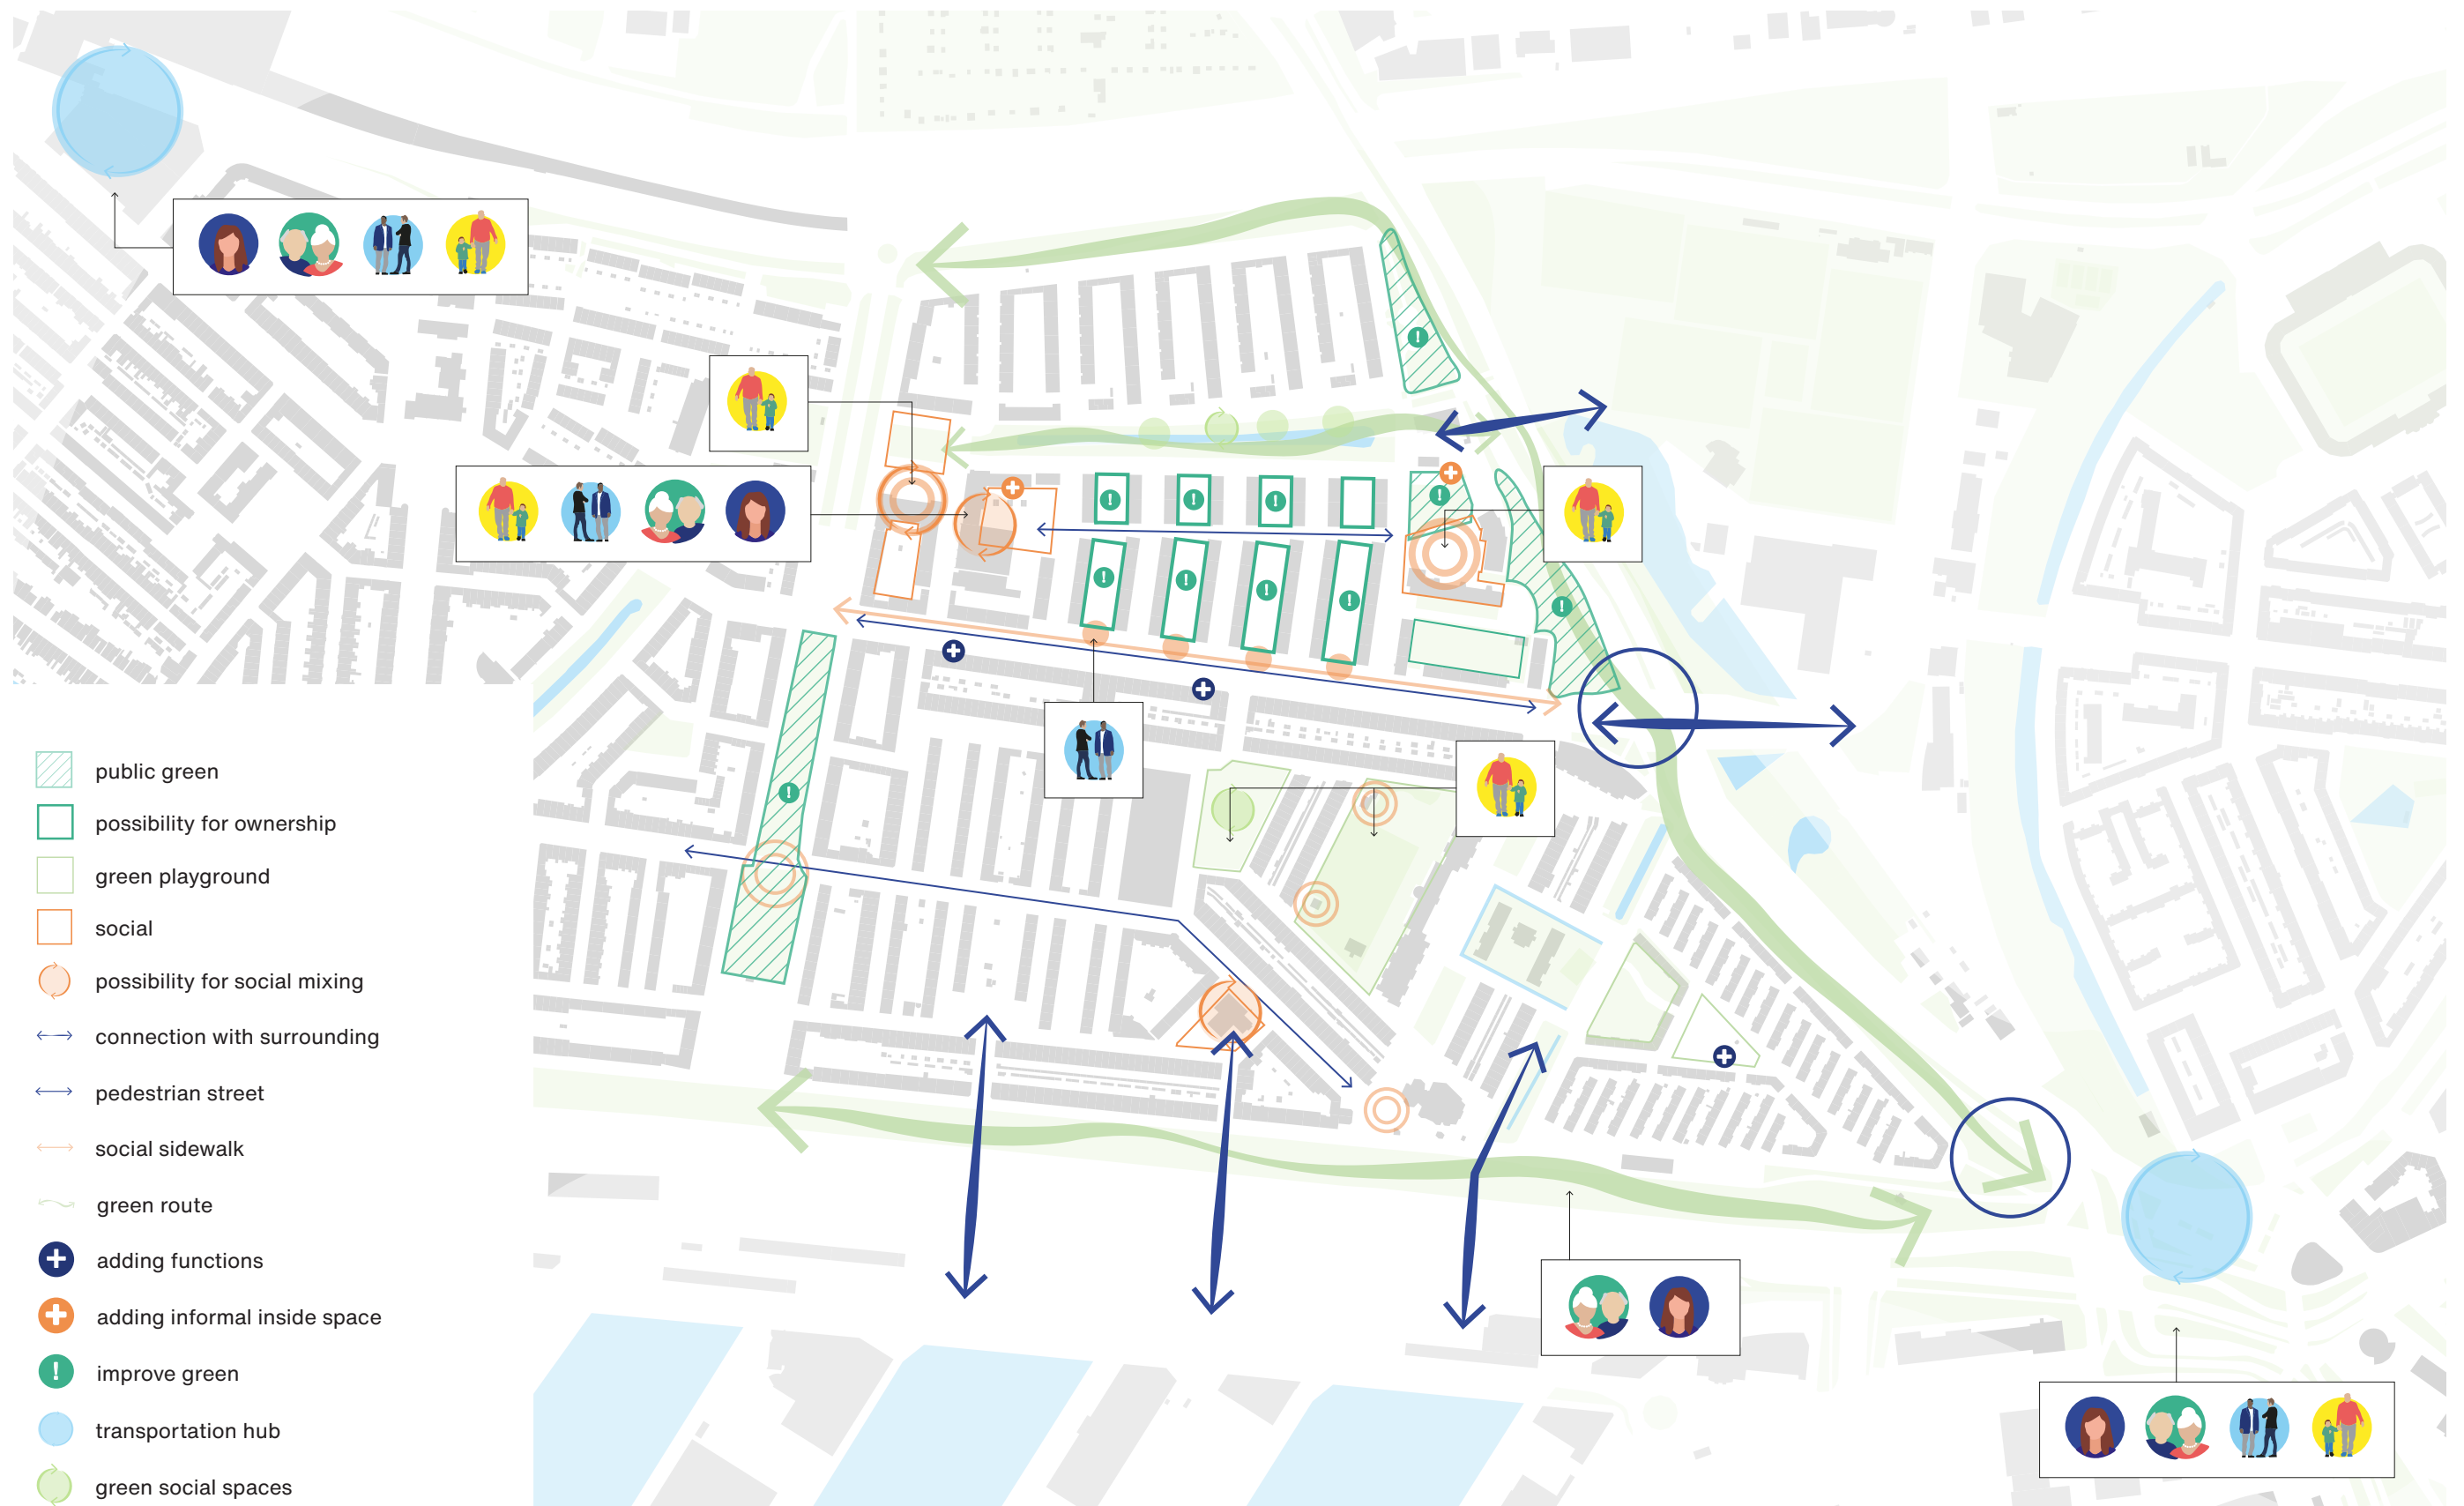 public green
possibility for ownership
green playground
social
possibility for social mixing
connection with surrounding
pedestrian street
social sidewalk
green route
adding functions
adding informal inside space
improve green
transportation hub
green social spaces